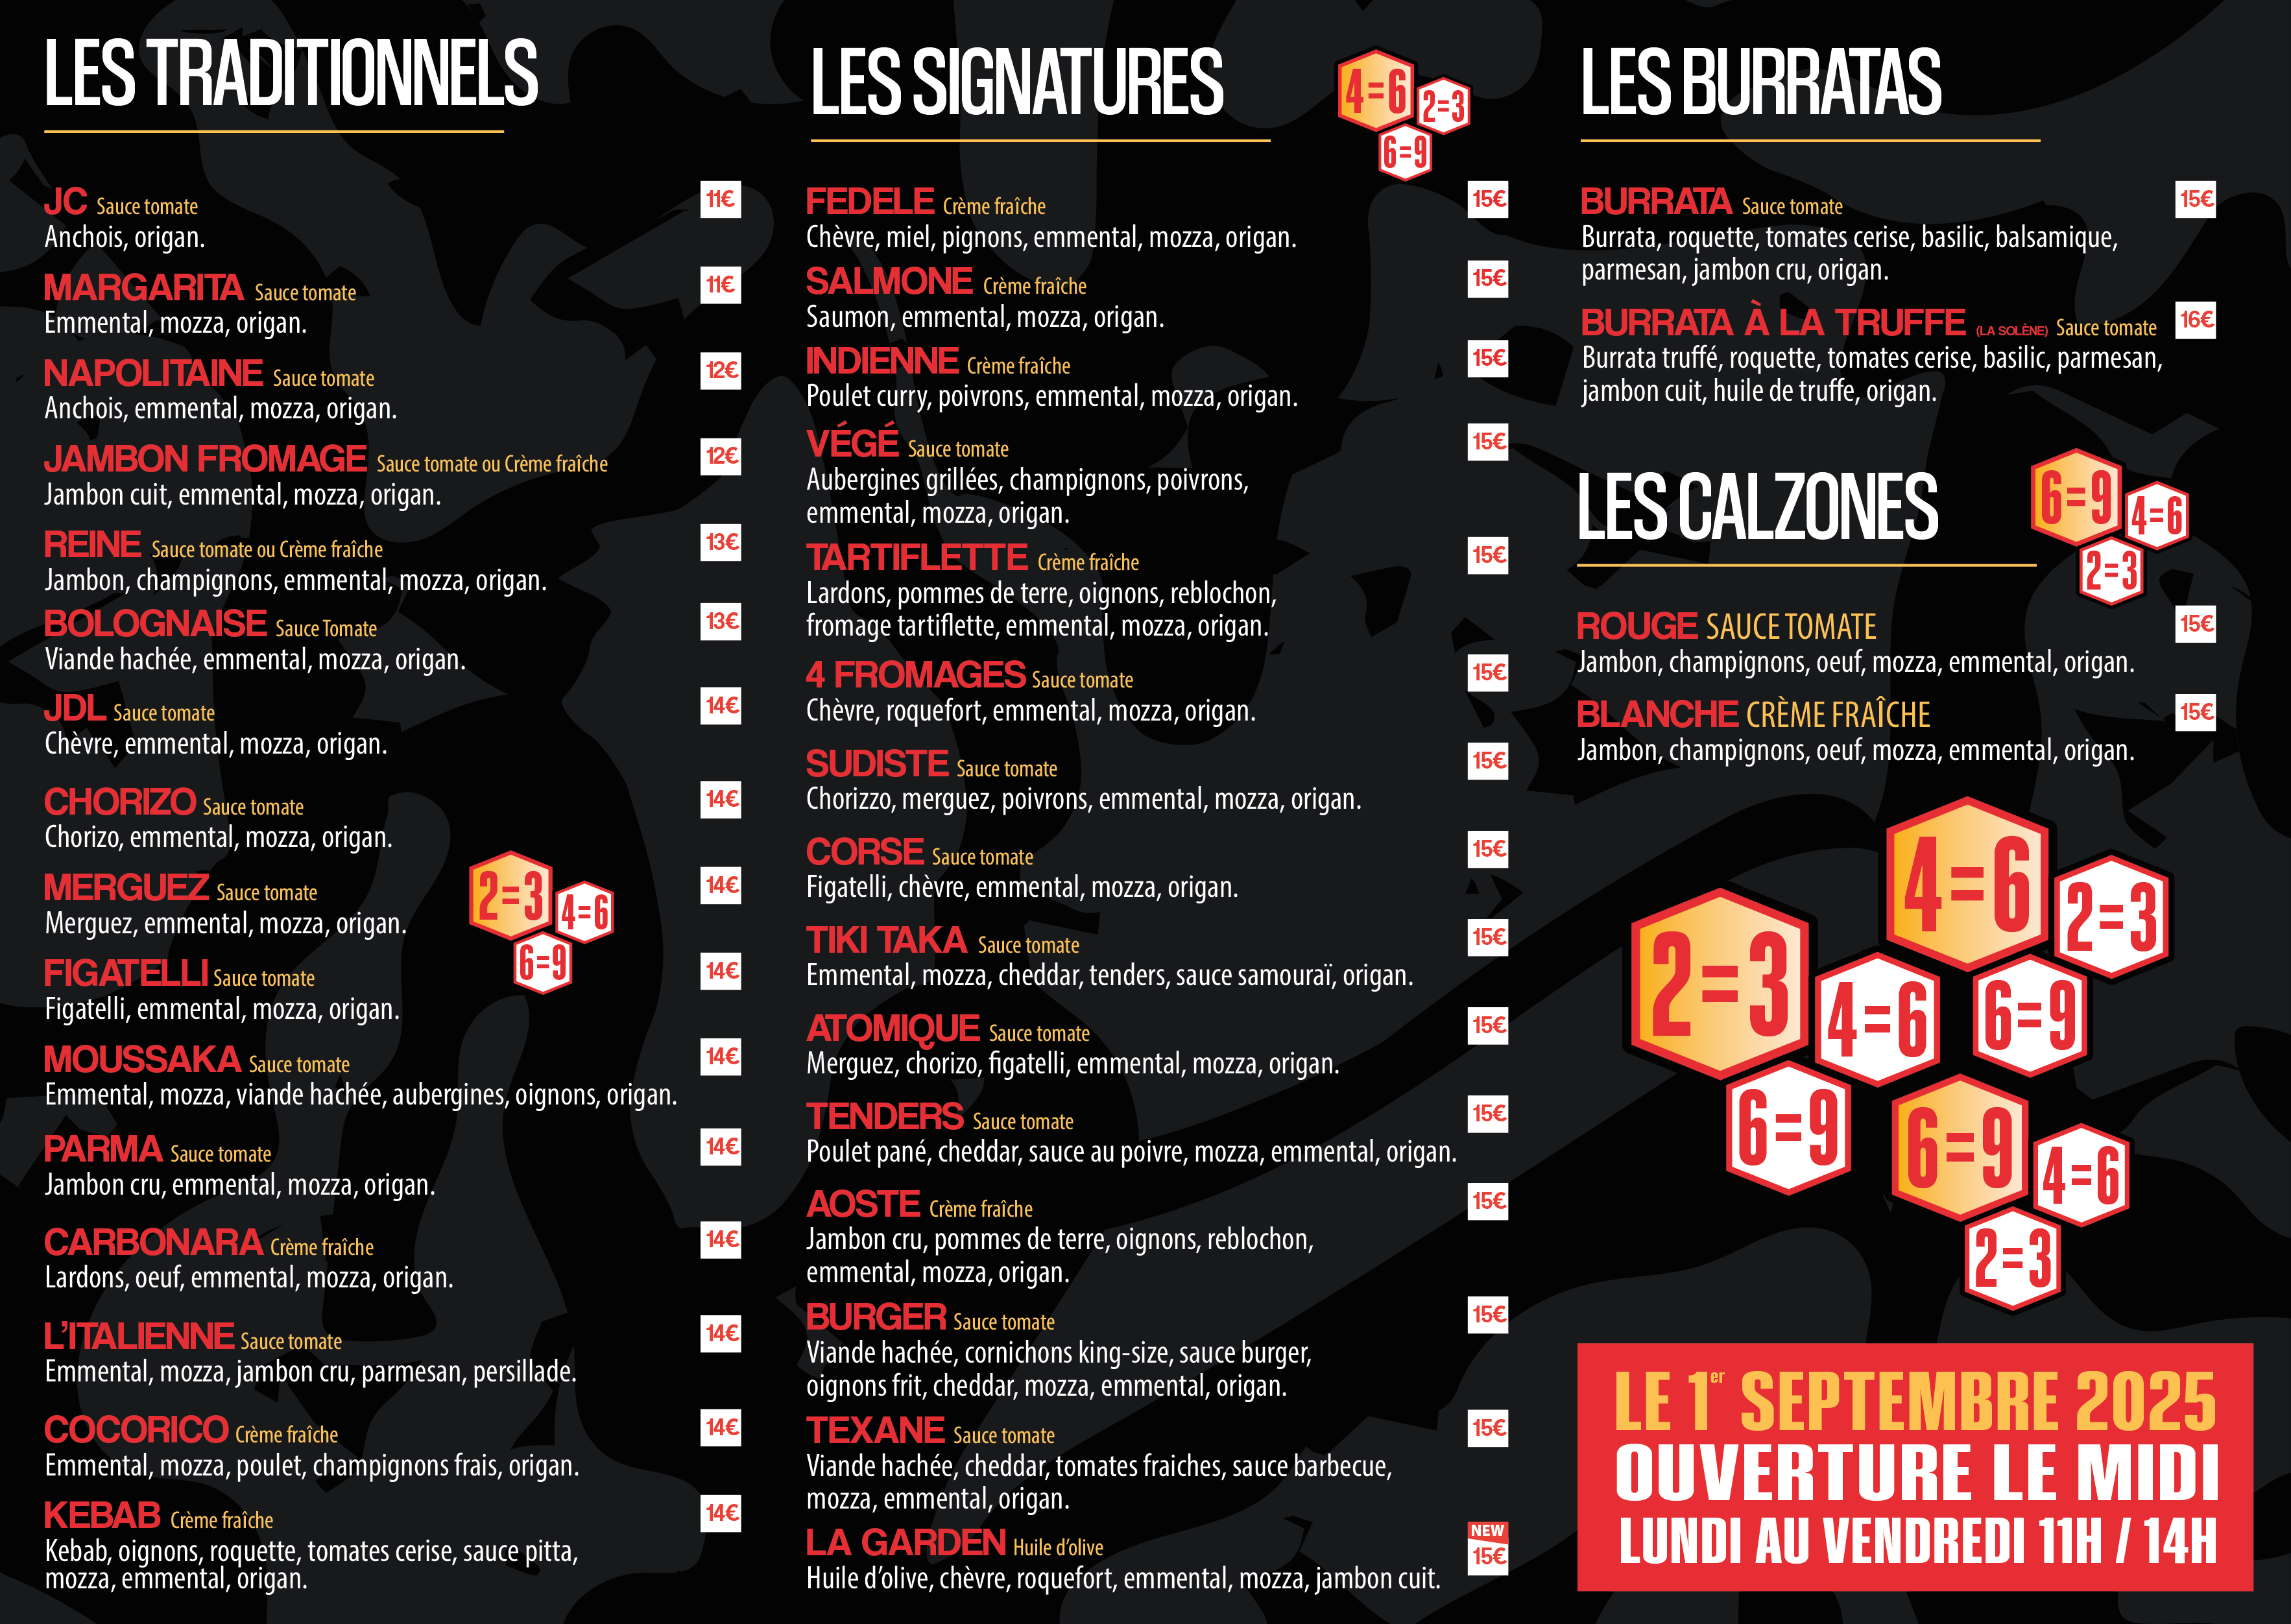 LES TRADITIONNELS
JC Sauce tomate 11€
Anchois, origan.
MARGARITA Sauce tomate 11€
Emmental, mozza, origan.
NAPOLITAINE Sauce tomate 12€
Anchois, emmental, mozza, origan.
JAMBON FROMAGE Sauce tomate ou Crème fraîche 12€
Jambon cuit, emmental, mozza, origan.
REINE Sauce tomate ou Crème fraîche 13€
Jambon, champignons, emmental, mozza, origan.
BOLOGNAISE Sauce Tomate 13€
Viande hachée, emmental, mozza, origan.
JDL Sauce tomate 14€
Chèvre, emmental, mozza, origan.
CHORIZO Sauce tomate 14€
Chorizo, emmental, mozza, origan.
MERGUEZ Sauce tomate 14€
Merguez, emmental, mozza, origan.
2=3
4=6
6=9
FIGATELLI Sauce tomate 14€
Figatelli, emmental, mozza, origan.
MOUSSAKA Sauce tomate 14€
Emmental, mozza, viande hachée, aubergines, oignons, origan.
PARMA Sauce tomate 14€
Jambon cru, emmental, mozza, origan.
CARBONARA Crème fraîche 14€
Lardons, oeuf, emmental, mozza, origan.
L'ITALIENNE Sauce tomate 14€
Emmental, mozza, jambon cru, parmesan, persillade.
COCORICO Crème fraîche 14€
Emmental, mozza, poulet, champignons frais, origan.
KEBAB Crème fraîche 14€
Kebab, oignons, roquette, tomates cerise, sauce pitta,
mozza, emmental, origan.
LES SIGNATURES
4=6
2=3
6=9
FEDELE Crème fraîche 15€
Chèvre, miel, pignons, emmental, mozza, origan.
SALMONE Crème fraîche 15€
Saumon, emmental, mozza, origan.
INDIENNE Crème fraîche 15€
Poulet curry, poivrons, emmental, mozza, origan.
VÉGÉ Sauce tomate 15€
Aubergines grillées, champignons, poivrons,
emmental, mozza, origan.
TARTIFLETTE Crème fraîche 15€
Lardons, pommes de terre, oignons, reblochon,
fromage tartiflette, emmental, mozza, origan.
4 FROMAGES Sauce tomate 15€
Chèvre, roquefort, emmental, mozza, origan.
SUDISTE Sauce tomate 15€
Chorizzo, merguez, poivrons, emmental, mozza, origan.
CORSE Sauce tomate 15€
Figatelli, chèvre, emmental, mozza, origan.
TIKI TAKA Sauce tomate 15€
Emmental, mozza, cheddar, tenders, sauce samouraï, origan.
ATOMIQUE Sauce tomate 15€
Merguez, chorizo, figatelli, emmental, mozza, origan.
TENDERS Sauce tomate 15€
Poulet pané, cheddar, sauce au poivre, mozza, emmental, origan.
AOSTE Crème fraîche 15€
Jambon cru, pommes de terre, oignons, reblochon,
emmental, mozza, origan.
BURGER Sauce tomate 15€
Viande hachée, cornichons king-size, sauce burger,
oignons frit, cheddar, mozza, emmental, origan.
TEXANE Sauce tomate 15€
Viande hachée, cheddar, tomates fraiches, sauce barbecue,
mozza, emmental, origan.
NEW
LA GARDEN Huile d'olive 15€
Huile d'olive, chèvre, roquefort, emmental, mozza, jambon cuit.
LES BURRATAS
BURRATA Sauce tomate 15€
Burrata, roquette, tomates cerise, basilic, balsamique,
parmesan, jambon cru, origan.
BURRATA À LA TRUFFE (LA SOLÈNE) Sauce tomate 16€
Burrata truffé, roquette, tomates cerise, basilic, parmesan,
jambon cuit, huile de truffe, origan.
LES CALZONES
6=9
4=6
2=3
ROUGE SAUCE TOMATE 15€
Jambon, champignons, oeuf, mozza, emmental, origan.
BLANCHE CRÈME FRAÎCHE 15€
Jambon, champignons, oeuf, mozza, emmental, origan.
4=6
2=3
6=9
2=3
4=6
6=9
6=9
4=6
2=3
LE 1er SEPTEMBRE 2025
OUVERTURE LE MIDI
LUNDI AU VENDREDI 11H / 14H